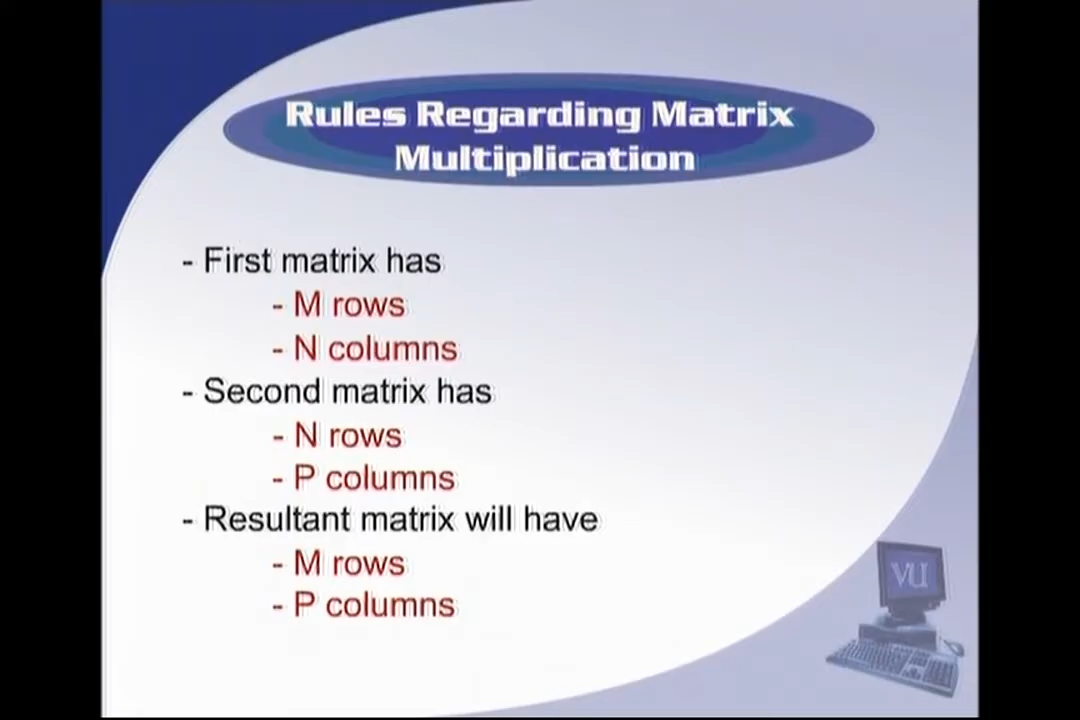 Rules Regarding Matrix
Multiplication
- First matrix has
- M rows
- N columns
- Second matrix has
- N rows
- P columns
- Resultant matrix will have
- M rows
- P columns
VU